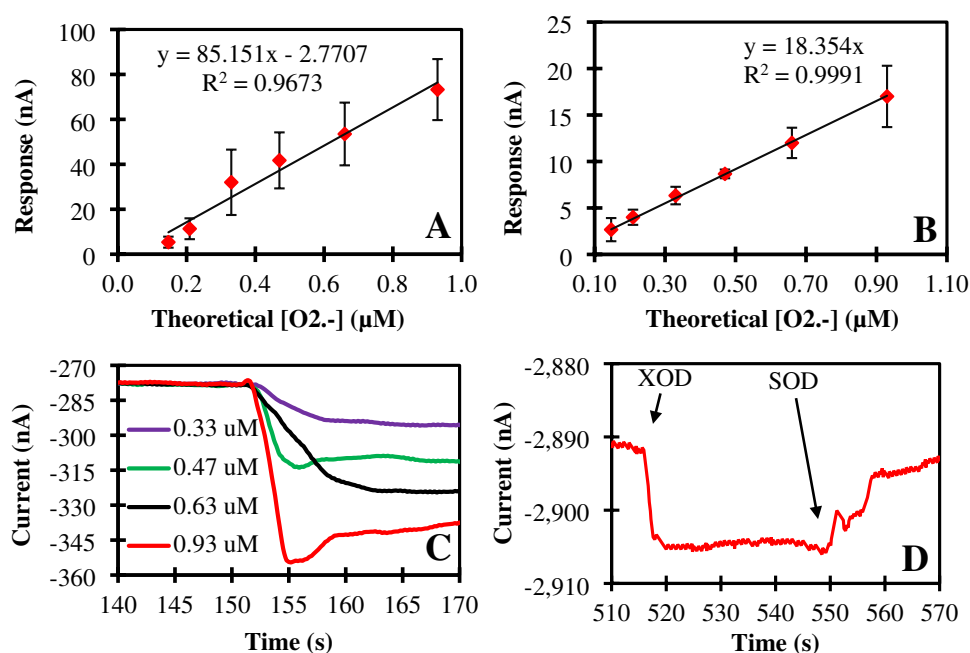 y = 85.151x - 2.7707
R² = 0.9673
Response (nA)
100
80
60
40
20
0
A
0.0 0.2 0.4 0.6 0.8 1.0
Theoretical [O2.-] (µM)
y = 18.354x
R² = 0.9991
Response (nA)
25
20
15
10
5
0
B
0.10 0.30 0.50 0.70 0.90 1.10
Theoretical [O2.-] (µM)
Current (nA)
-270
-285
-300
-315
-330
-345
-360
0.33 uM
0.47 uM
0.63 uM
0.93 uM
C
140 145 150 155 160 165 170
Time (s)
Current (nA)
-2,880
-2,890
-2,900
-2,910
XOD
SOD
D
510 520 530 540 550 560 570
Time (s)